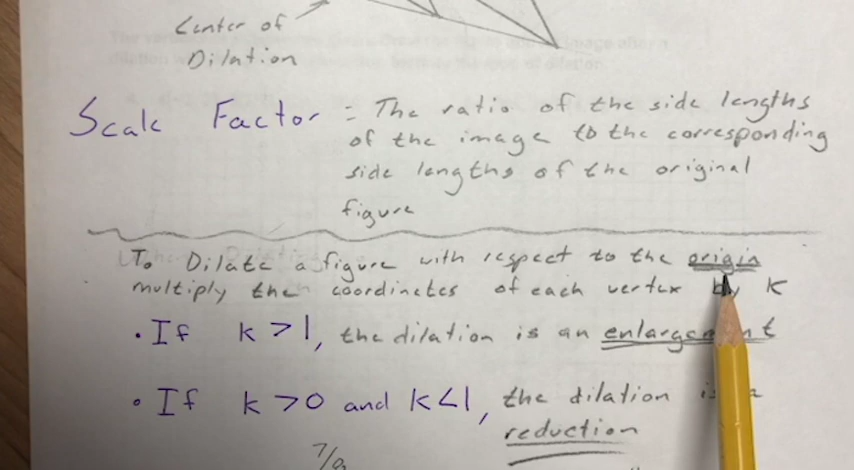 Center of
Dilation
Scale Factor = The ratio of the side lengths
of the image to the corresponding
side lengths of the original
figure
To Dilate a figure with respect to the origin
multiply the coordinates of each vertex by k
• If k > 1, the dilation is an enlargement
• If k > 0 and k < 1, the dilation is a
reduction